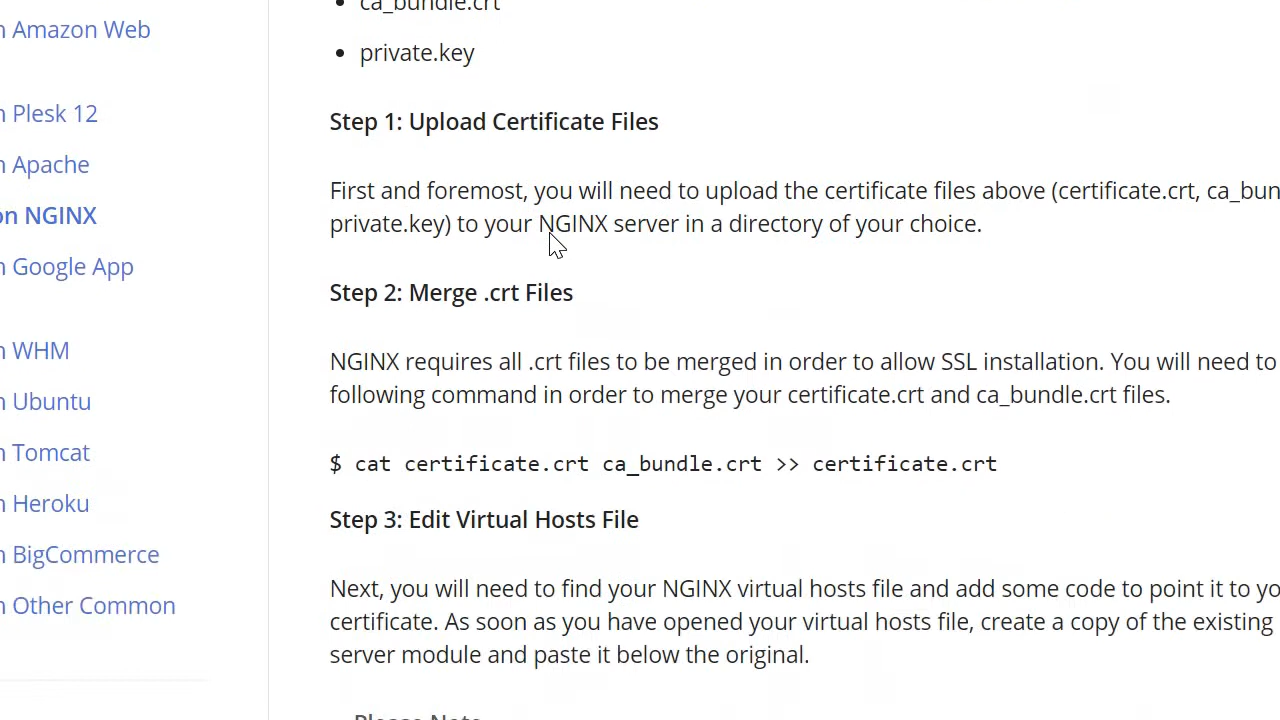 n Amazon Web
n Plesk 12
n Apache
on NGINX
n Google App
n WHM
n Ubuntu
n Tomcat
n Heroku
n BigCommerce
n Other Common
ca_bundle.crt
private.key
Step 1: Upload Certificate Files
First and foremost, you will need to upload the certificate files above (certificate.crt, ca_bun
private.key) to your NGINX server in a directory of your choice.
Step 2: Merge .crt Files
NGINX requires all .crt files to be merged in order to allow SSL installation. You will need to
following command in order to merge your certificate.crt and ca_bundle.crt files.
$ cat certificate.crt ca_bundle.crt >> certificate.crt
Step 3: Edit Virtual Hosts File
Next, you will need to find your NGINX virtual hosts file and add some code to point it to yo
certificate. As soon as you have opened your virtual hosts file, create a copy of the existing
server module and paste it below the original.
Please Note